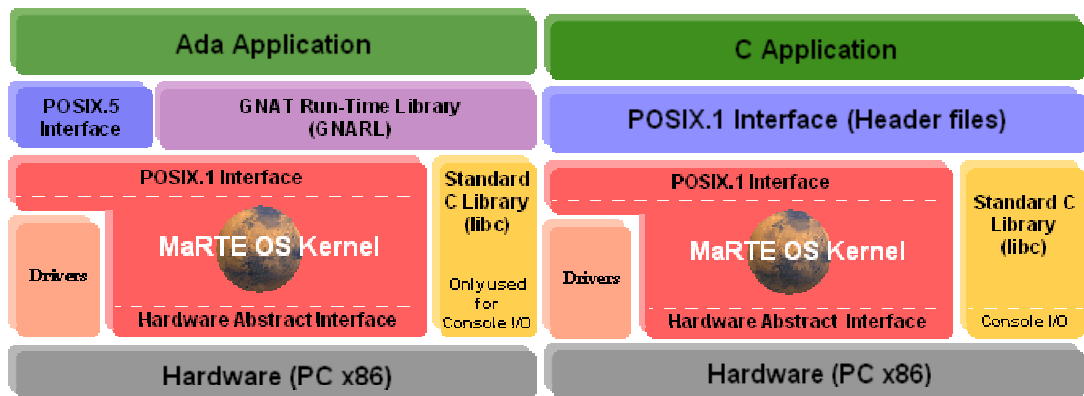 Ada Application
POSIX.5
Interface
GNAT Run-Time Library
(GNARL)
POSIX.1 Interface
Standard
C Library
(libc)
MaRTE OS Kernel
Drivers
Only used
for
Console I/O
Hardware Abstract Interface
Hardware (PC x86)
C Application
POSIX.1 Interface (Header files)
POSIX.1 Interface
Standard C
Library
(libc)
MaRTE OS Kernel
Drivers
Hardware Abstract Interface
Console I/O
Hardware (PC x86)